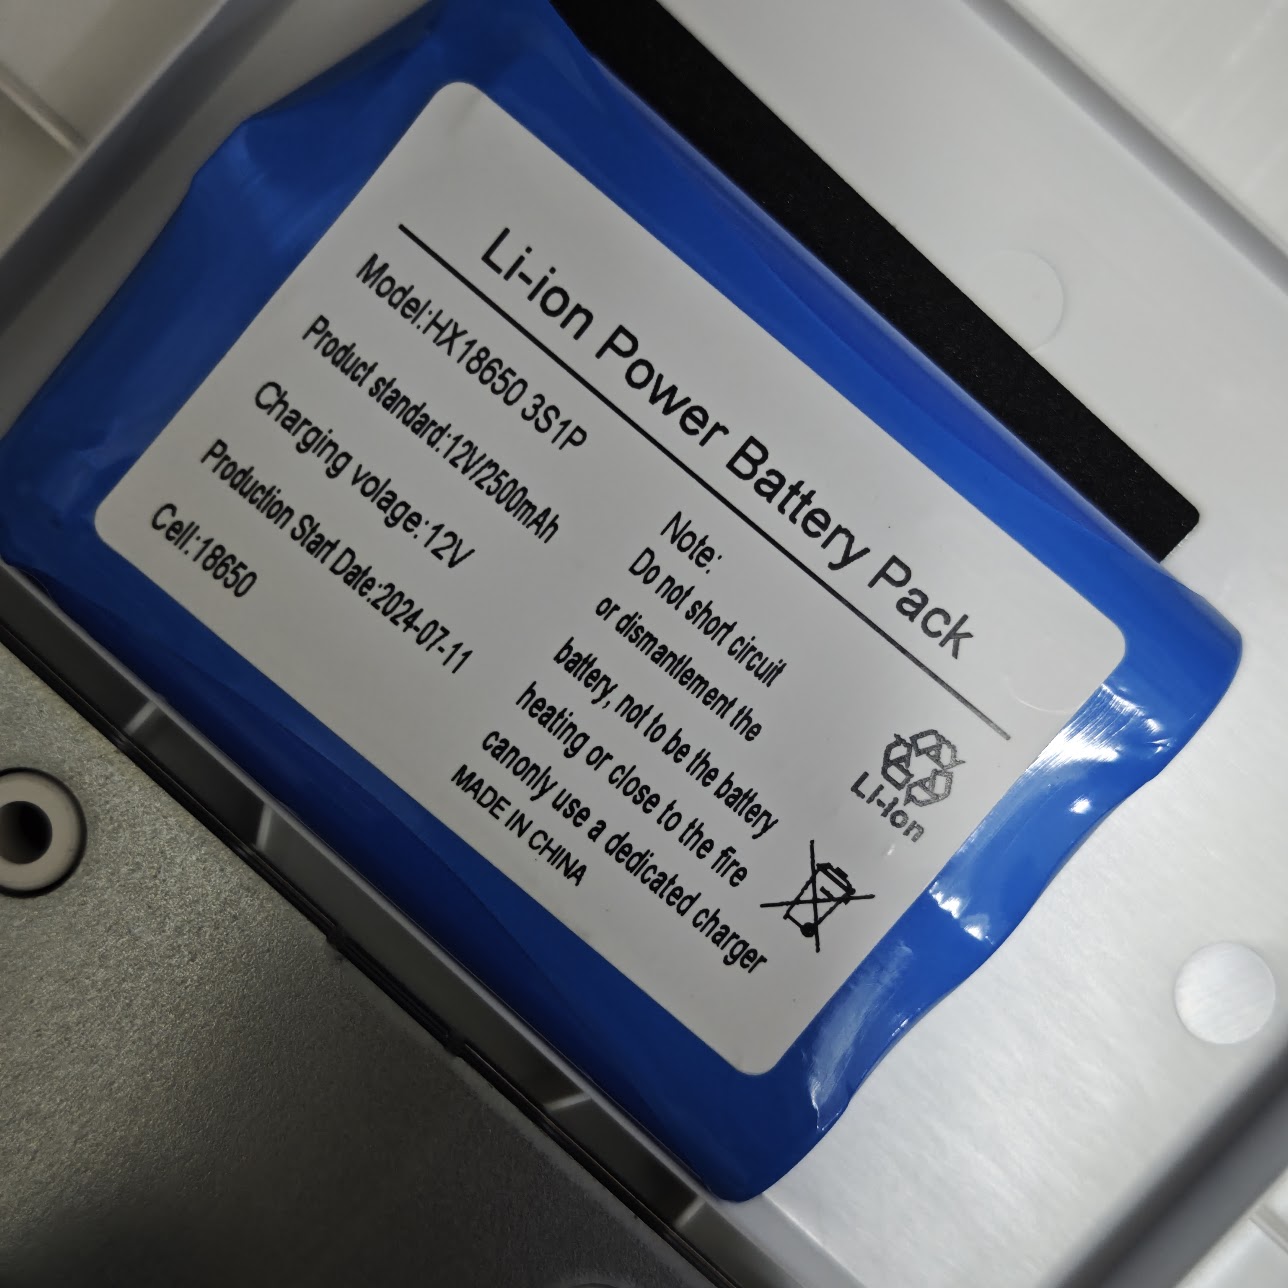 Li-ion Power Battery Pack
Model:HX18650 3S1P
Product standard:12V/2500mAh
Charging volage:12V
Production Start Date:2024-07-11
Cell:18650
Note:
Do not short circuit
or dismantlement the
battery, not to be the battery
heating or close to the fire
canonly use a dedicated charger
MADE IN CHINA
Li-Ion